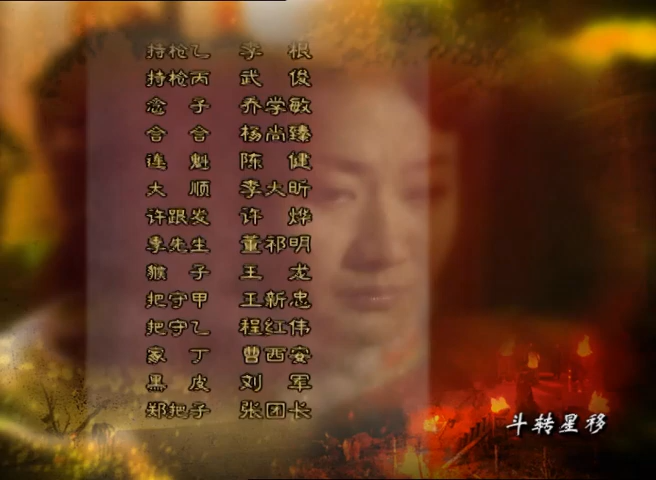 持枪乙 李根
持枪丙 武俊
念子 乔学敏
合合 杨尚臻
连魁 陈健
大顺 李大昕
许跟发 许烨
李先生 董祁明
猴子 王龙
把守甲 王新忠
把守乙 程红伟
家丁 曹西安
黑皮 刘军
郑把子 张团长
斗转星移